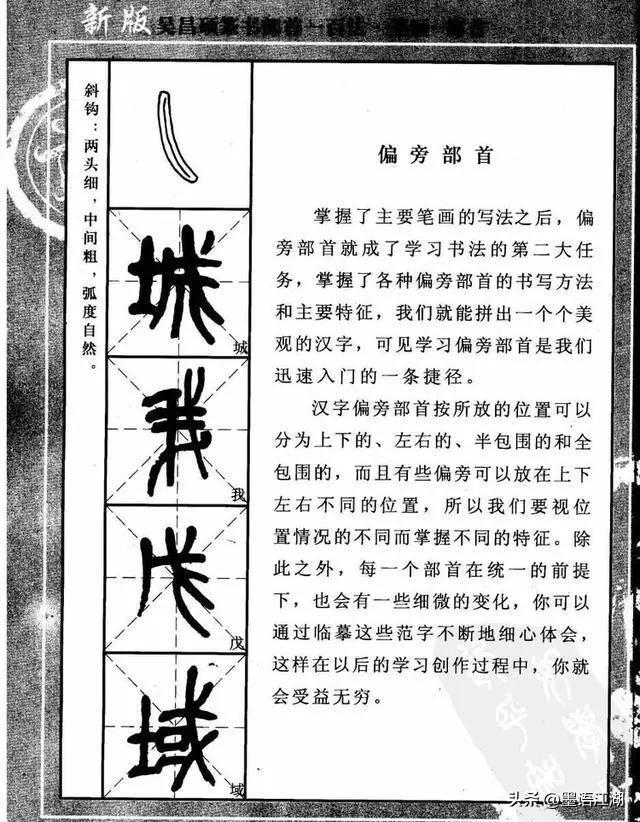 新版
斜钩：两头细，中间粗，弧度自然。
城
城
我
我
戊
戊
域
域
偏旁部首
掌握了主要笔画的写法之后，偏
旁部首就成了学习书法的第二大任
务，掌握了各种偏旁部首的书写方法
和主要特征，我们就能拼出一个个美
观的汉字，可见学习偏旁部首是我们
迅速入门的一条捷径。
汉字偏旁部首按所放的位置可以
分为上下的、左右的、半包围的和全
包围的，而且有些偏旁可以放在上下
左右不同的位置，所以我们要视位
置情况的不同而掌握不同的特征。除
此之外，每一个部首在统一的前提
下，也会有一些细微的变化，你可以
通过临摹这些范字不断地细心体会，
这样在以后的学习创作过程中，你就
会受益无穷。
头条@墨语江湖